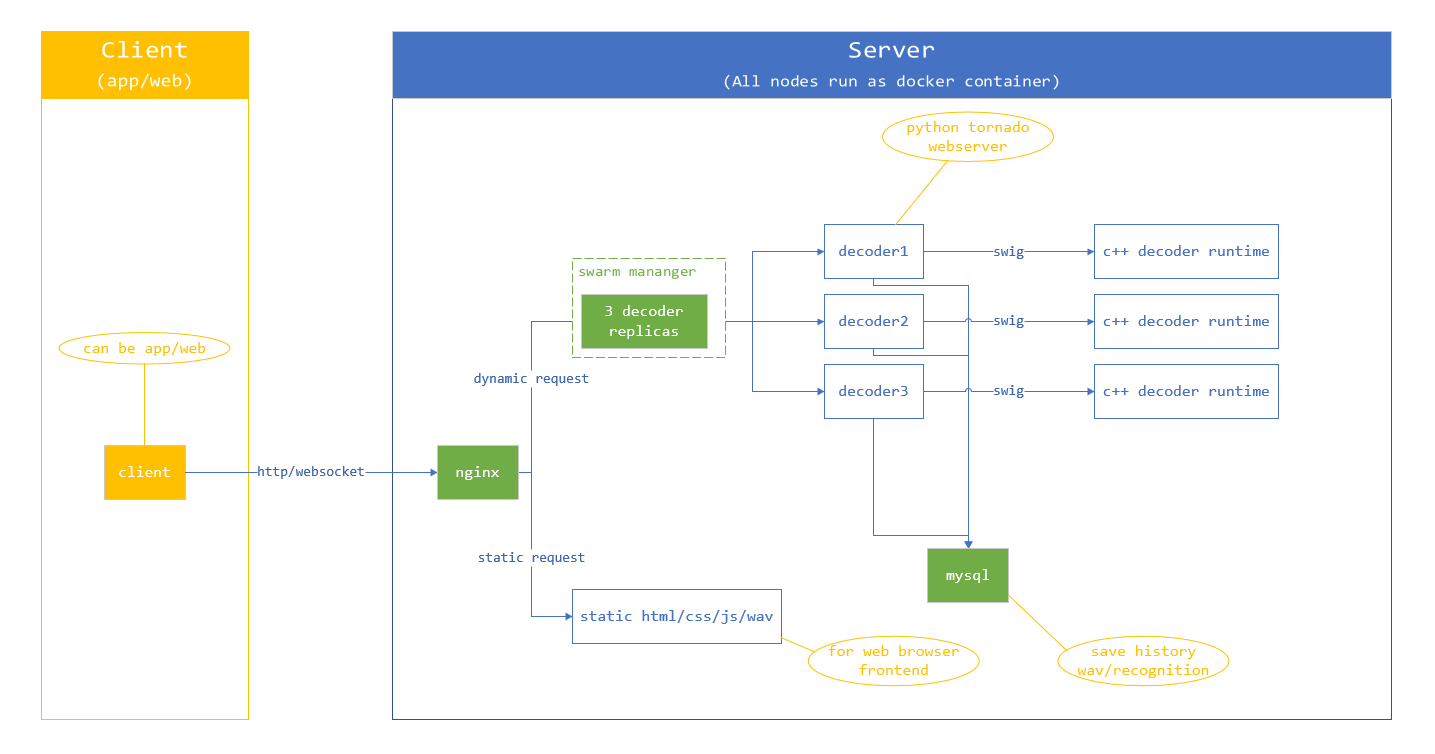 Client
(app/web)
Server
(All nodes run as docker container)
python tornado
webserver
decoder1
swig
c++ decoder runtime
swarm mananger
3 decoder
replicas
decoder2
swig
c++ decoder runtime
can be app/web
dynamic request
decoder3
swig
c++ decoder runtime
client
http/websocket
nginx
static request
mysql
static html/css/js/wav
for web browser
frontend
save history
wav/recognition